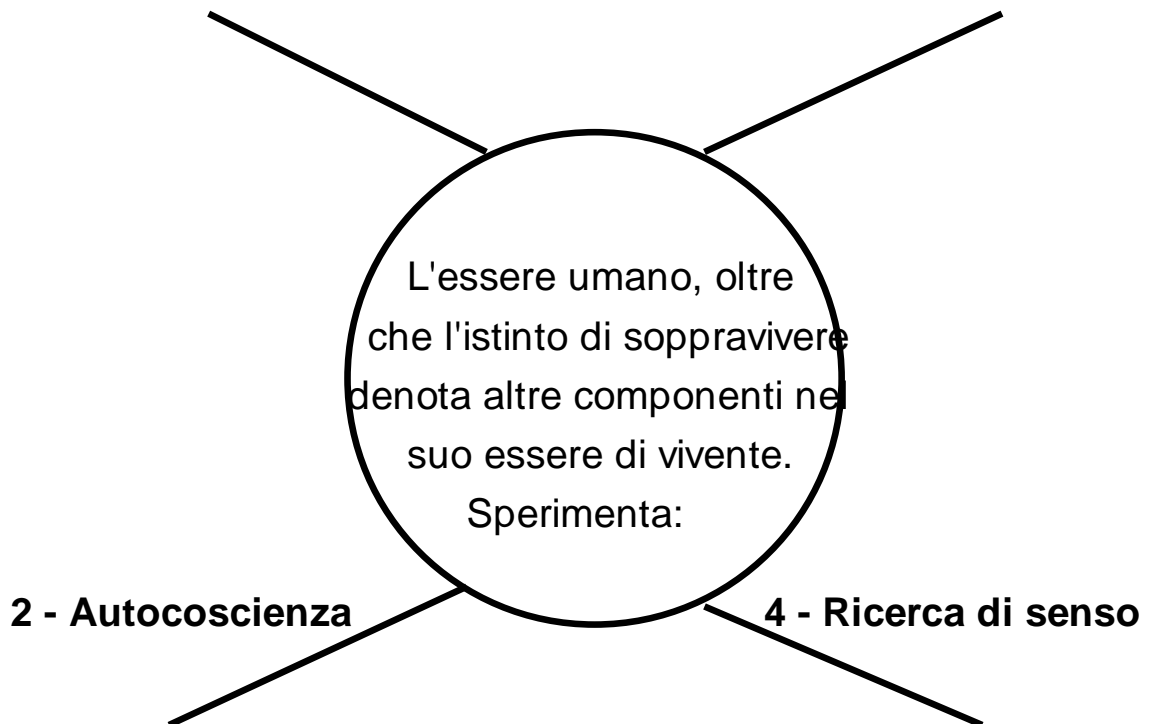 L'essere umano, oltre
che l'istinto di soppravivere
denota altre componenti nel
suo essere di vivente.
Sperimenta:
2 - Autocoscienza
4 - Ricerca di senso